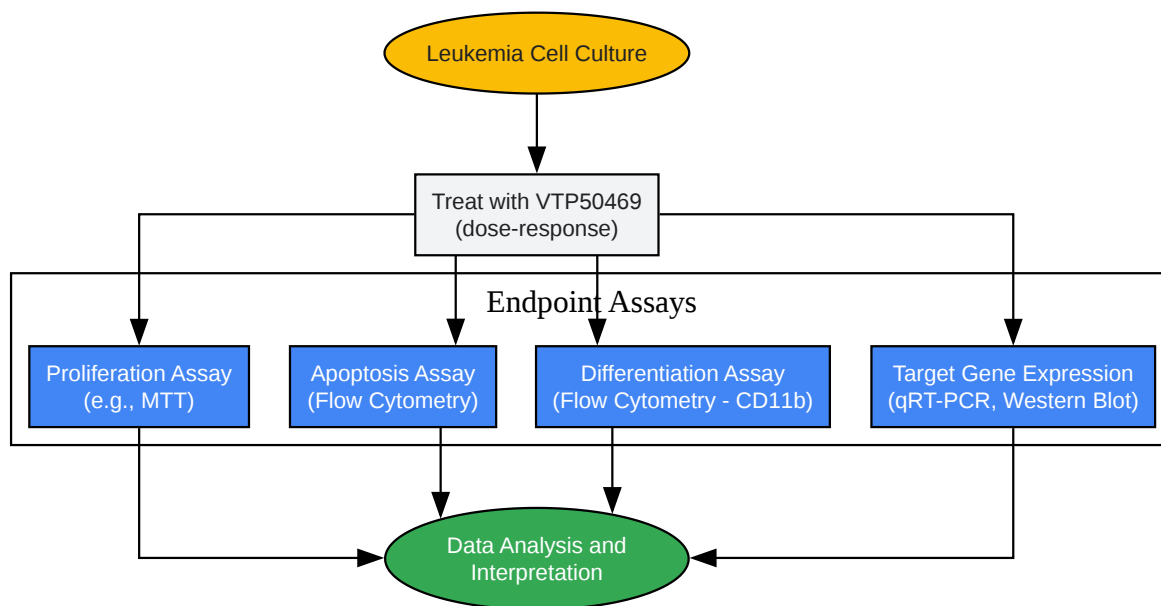 Leukemia Cell Culture
Treat with VTP50469
(dose-response)
Endpoint Assays
Proliferation Assay
(e.g., MTT)
Apoptosis Assay
(Flow Cytometry)
Differentiation Assay
(Flow Cytometry - CD11b)
Target Gene Expression
(qRT-PCR, Western Blot)
Data Analysis and
Interpretation